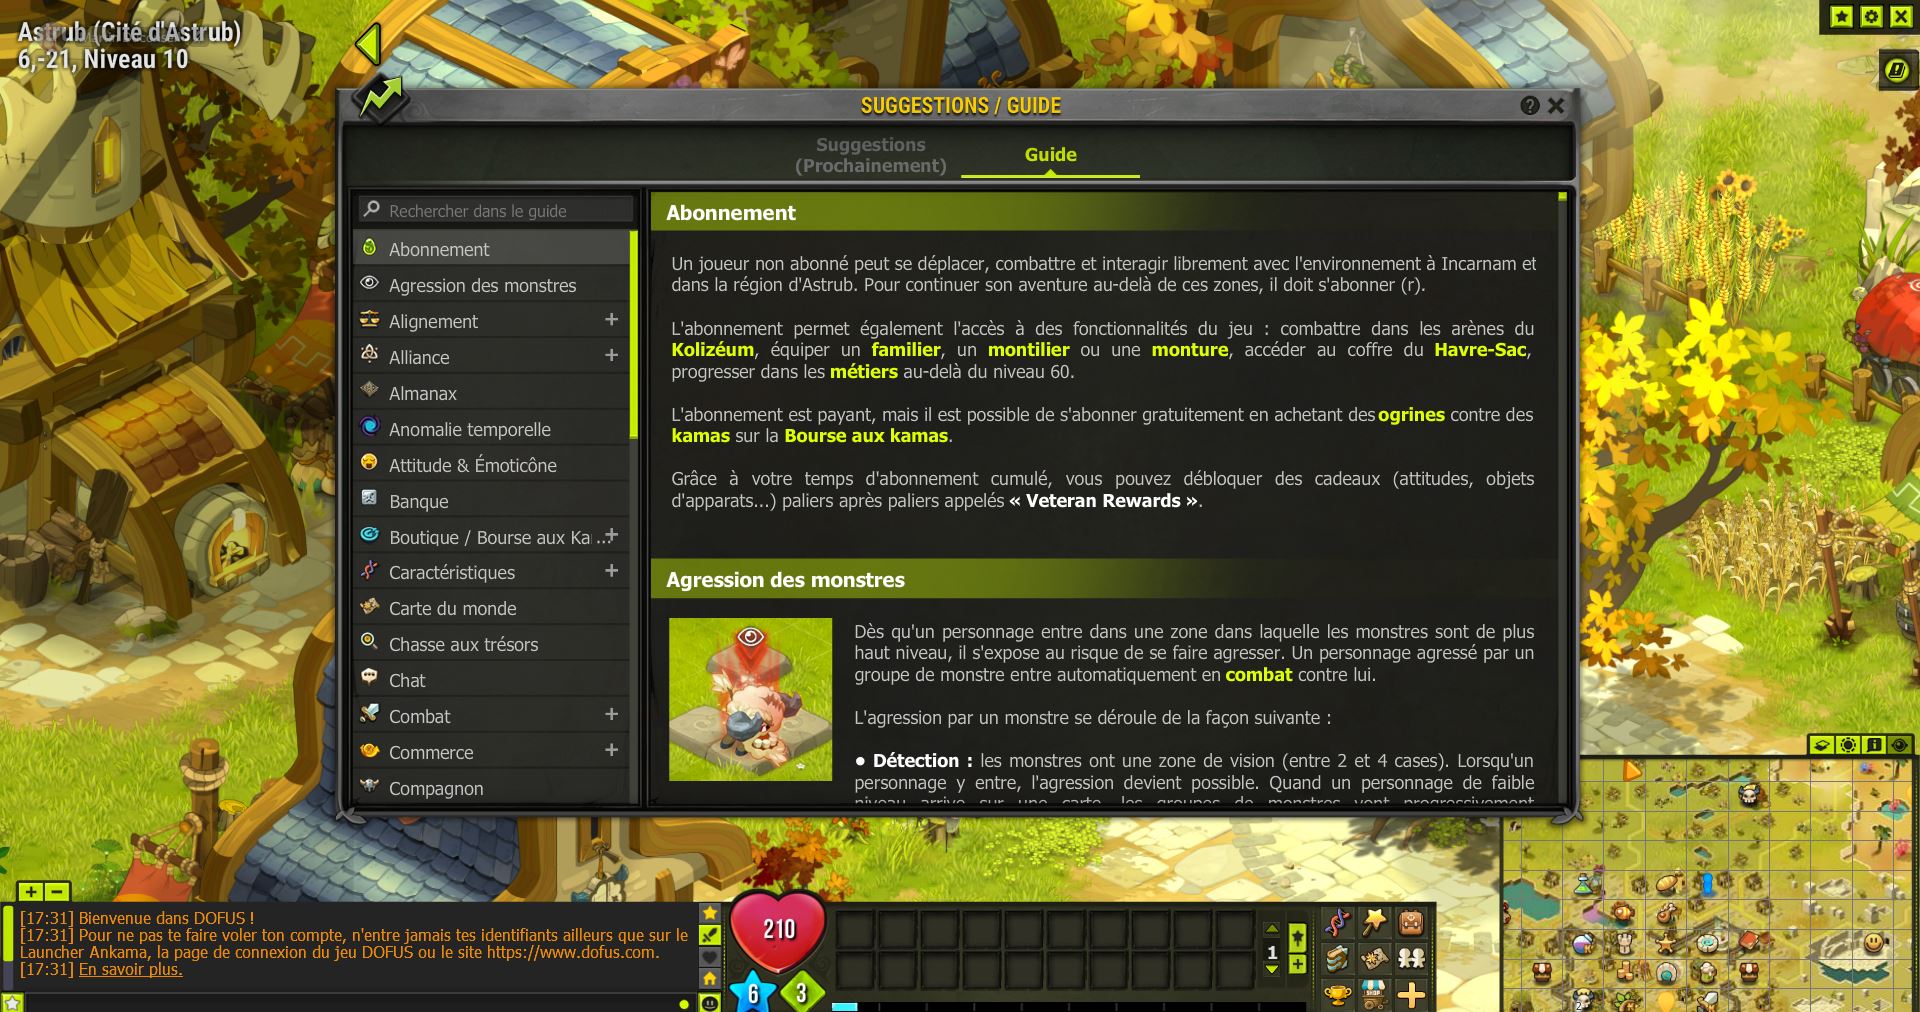 Astrub (Cité d'Astrub)
6,-21, Niveau 10
SUGGESTIONS / GUIDE
Suggestions
(Prochainement)
Guide
Rechercher dans le guide
Abonnement
Agression des monstres
Alignement
Alliance
Almanax
Anomalie temporelle
Attitude & Émoticône
Banque
Boutique / Bourse aux Ka...
Caractéristiques
Carte du monde
Chasse aux trésors
Chat
Combat
Commerce
Compagnon
Abonnement
Un joueur non abonné peut se déplacer, combattre et interagir librement avec l'environnement à Incarnam et
dans la région d'Astrub. Pour continuer son aventure au-delà de ces zones, il doit s'abonner (r).
L'abonnement permet également l'accès à des fonctionnalités du jeu : combattre dans les arènes du
Kolizéum, équiper un familier, un montilier ou une monture, accéder au coffre du Havre-Sac,
progresser dans les métiers au-delà du niveau 60.
L'abonnement est payant, mais il est possible de s'abonner gratuitement en achetant des ogrines contre des
kamas sur la Bourse aux kamas.
Grâce à votre temps d'abonnement cumulé, vous pouvez débloquer des cadeaux (attitudes, objets
d'apparats...) paliers après paliers appelés « Veteran Rewards ».
Agression des monstres
Dès qu'un personnage entre dans une zone dans laquelle les monstres sont de plus
haut niveau, il s'expose au risque de se faire agresser. Un personnage agressé par un
groupe de monstre entre automatiquement en combat contre lui.
L'agression par un monstre se déroule de la façon suivante :
● Détection : les monstres ont une zone de vision (entre 2 et 4 cases). Lorsqu'un
personnage y entre, l'agression devient possible. Quand un personnage de faible
niveau arrive sur une carte, les groupes de monstres vont progressivement
[17:31] Bienvenue dans DOFUS !
[17:31] Pour ne pas te faire voler ton compte, n'entre jamais tes identifiants ailleurs que sur le
Launcher Ankama, la page de connexion du jeu DOFUS ou le site https://www.dofus.com.
[17:31] En savoir plus.
210
6
3
1
SHOP
2